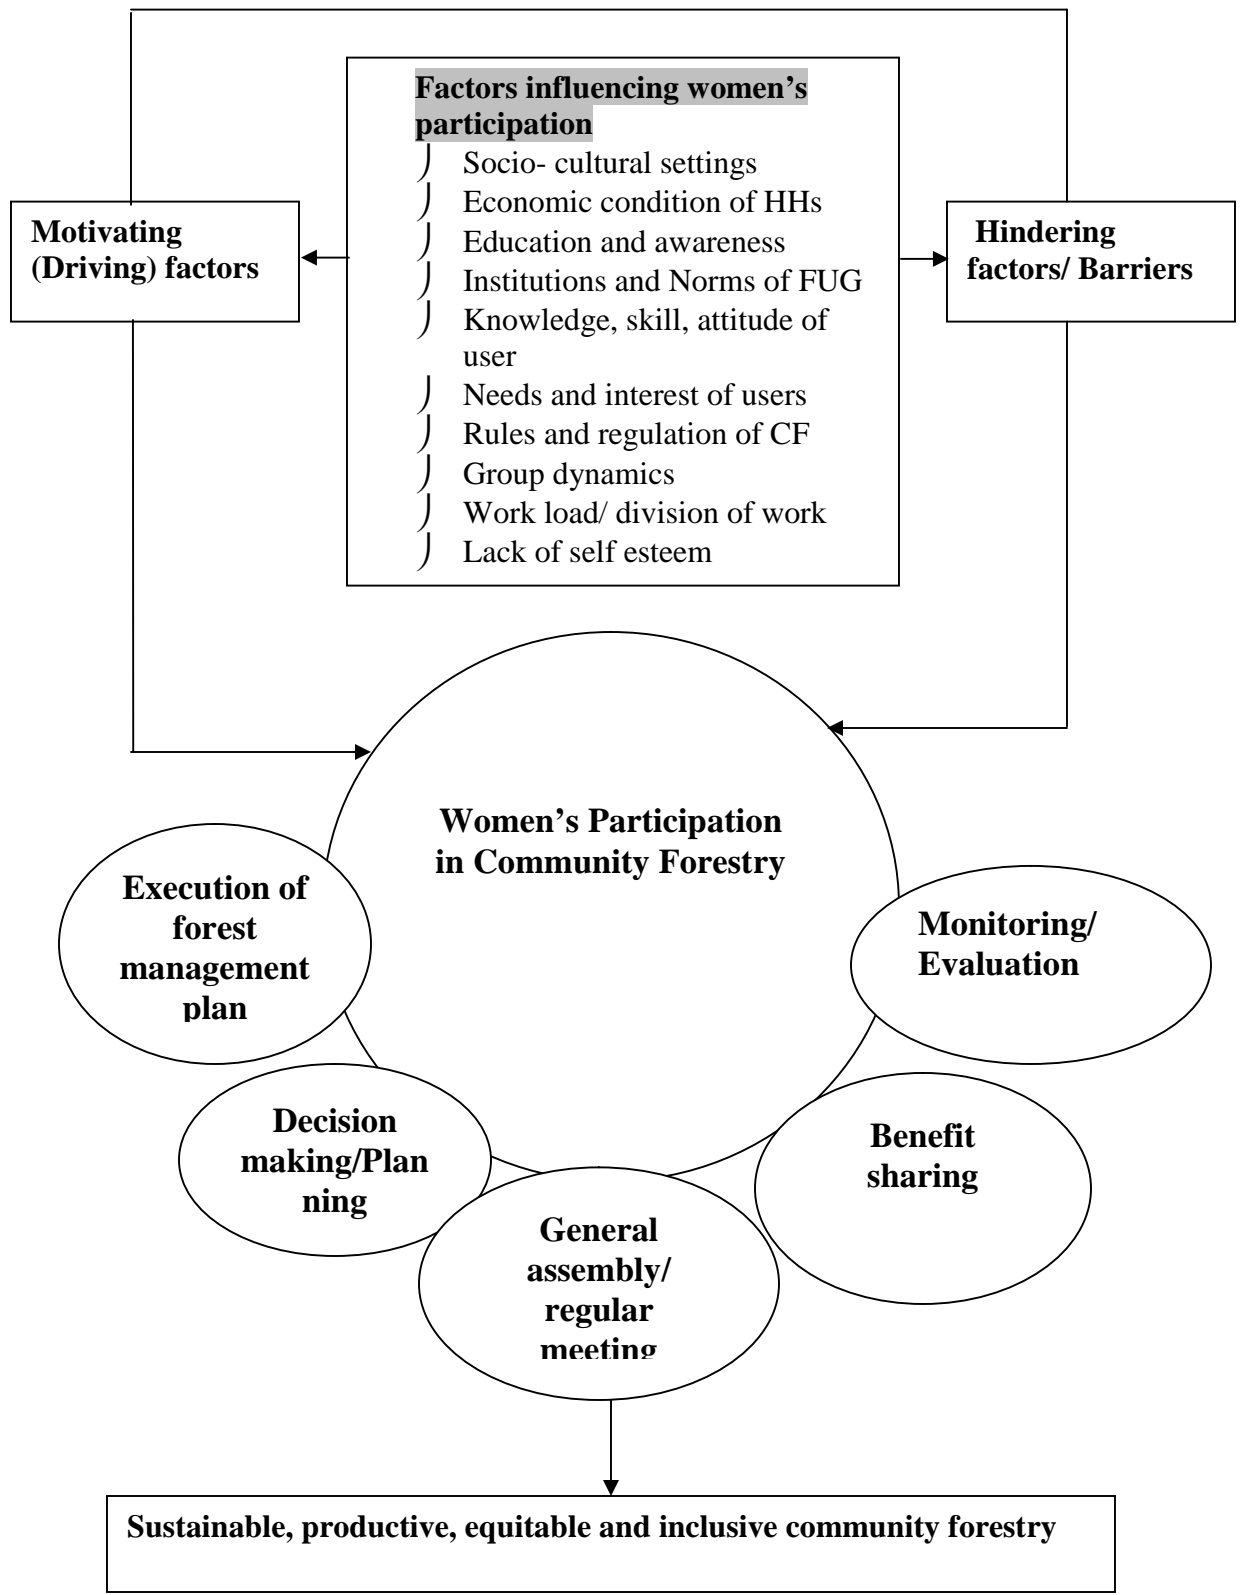 Factors influencing women’s
participation
Socio- cultural settings
Economic condition of HHs
Education and awareness
Institutions and Norms of FUG
Knowledge, skill, attitude of
user
Needs and interest of users
Rules and regulation of CF
Group dynamics
Work load/ division of work
Lack of self esteem
Motivating
(Driving) factors
Hindering
factors/ Barriers
Women’s Participation
in Community Forestry
Execution of
forest
management
plan
Monitoring/
Evaluation
Decision
making/Plan
ning
Benefit
sharing
General
assembly/
regular
meeting
Sustainable, productive, equitable and inclusive community forestry